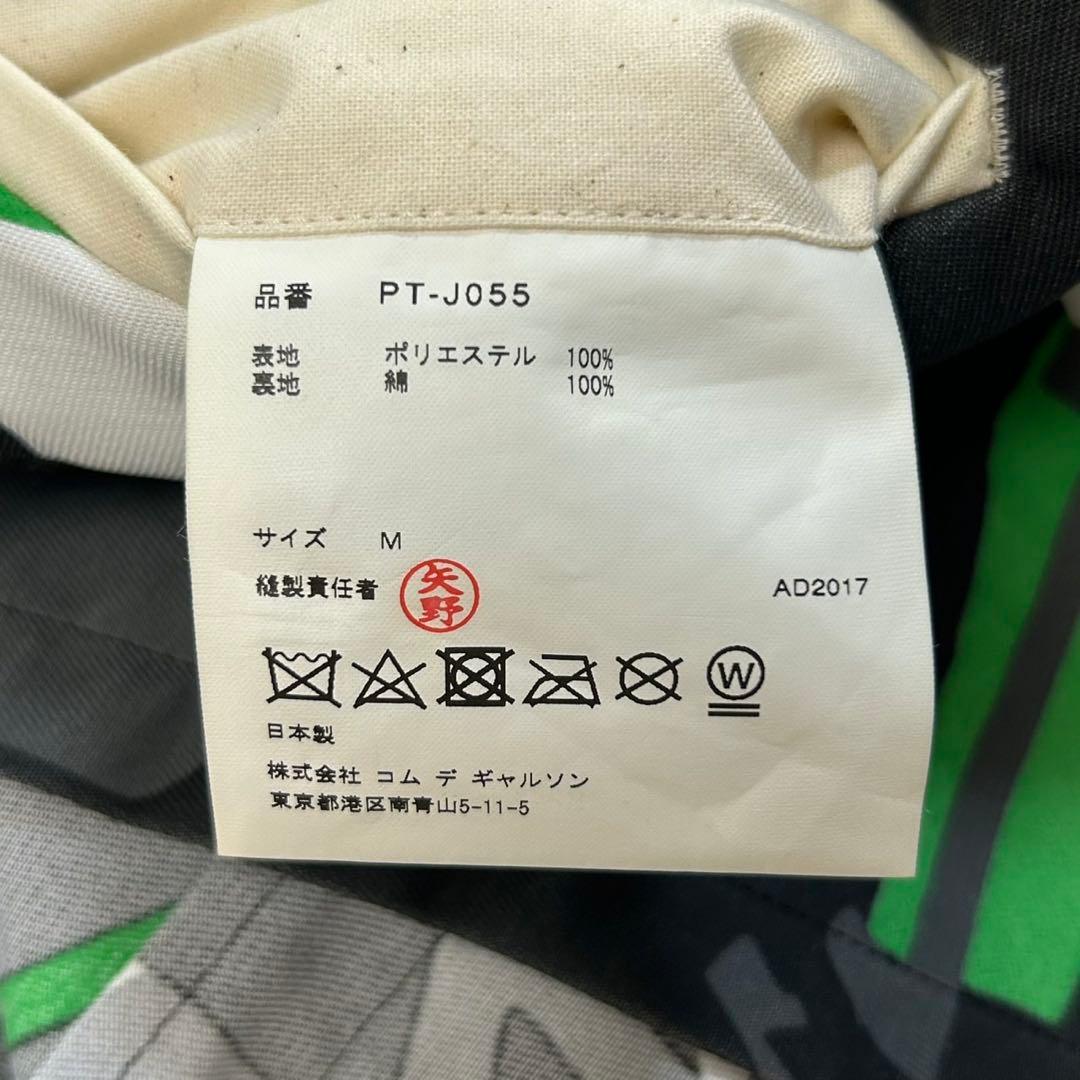 品番 PT-J055
表地 ポリエステル 100%
裏地 綿 100%
サイズ M
縫製責任者 矢野 AD2017
W
日本製
株式会社 コム デ ギャルソン
東京都港区南青山5-11-5